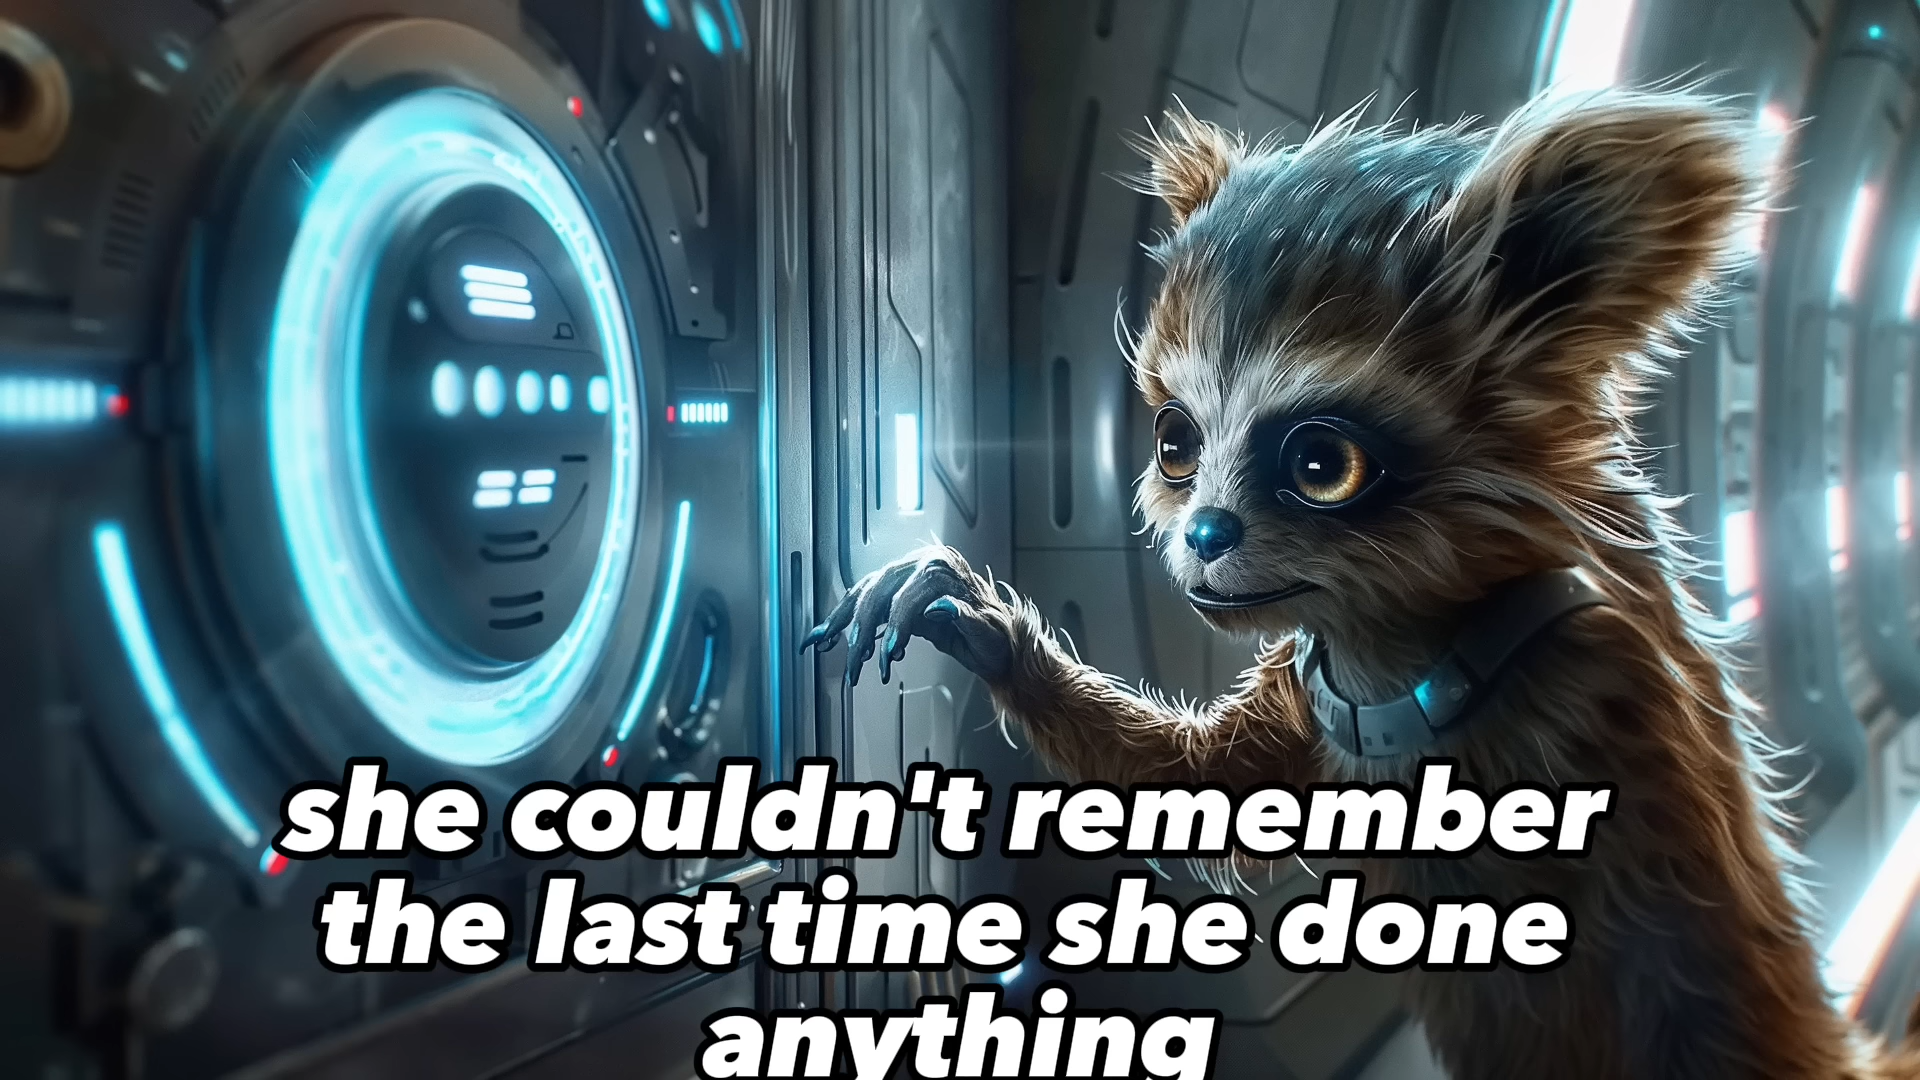 she couldn't remember
the last time she done
anything